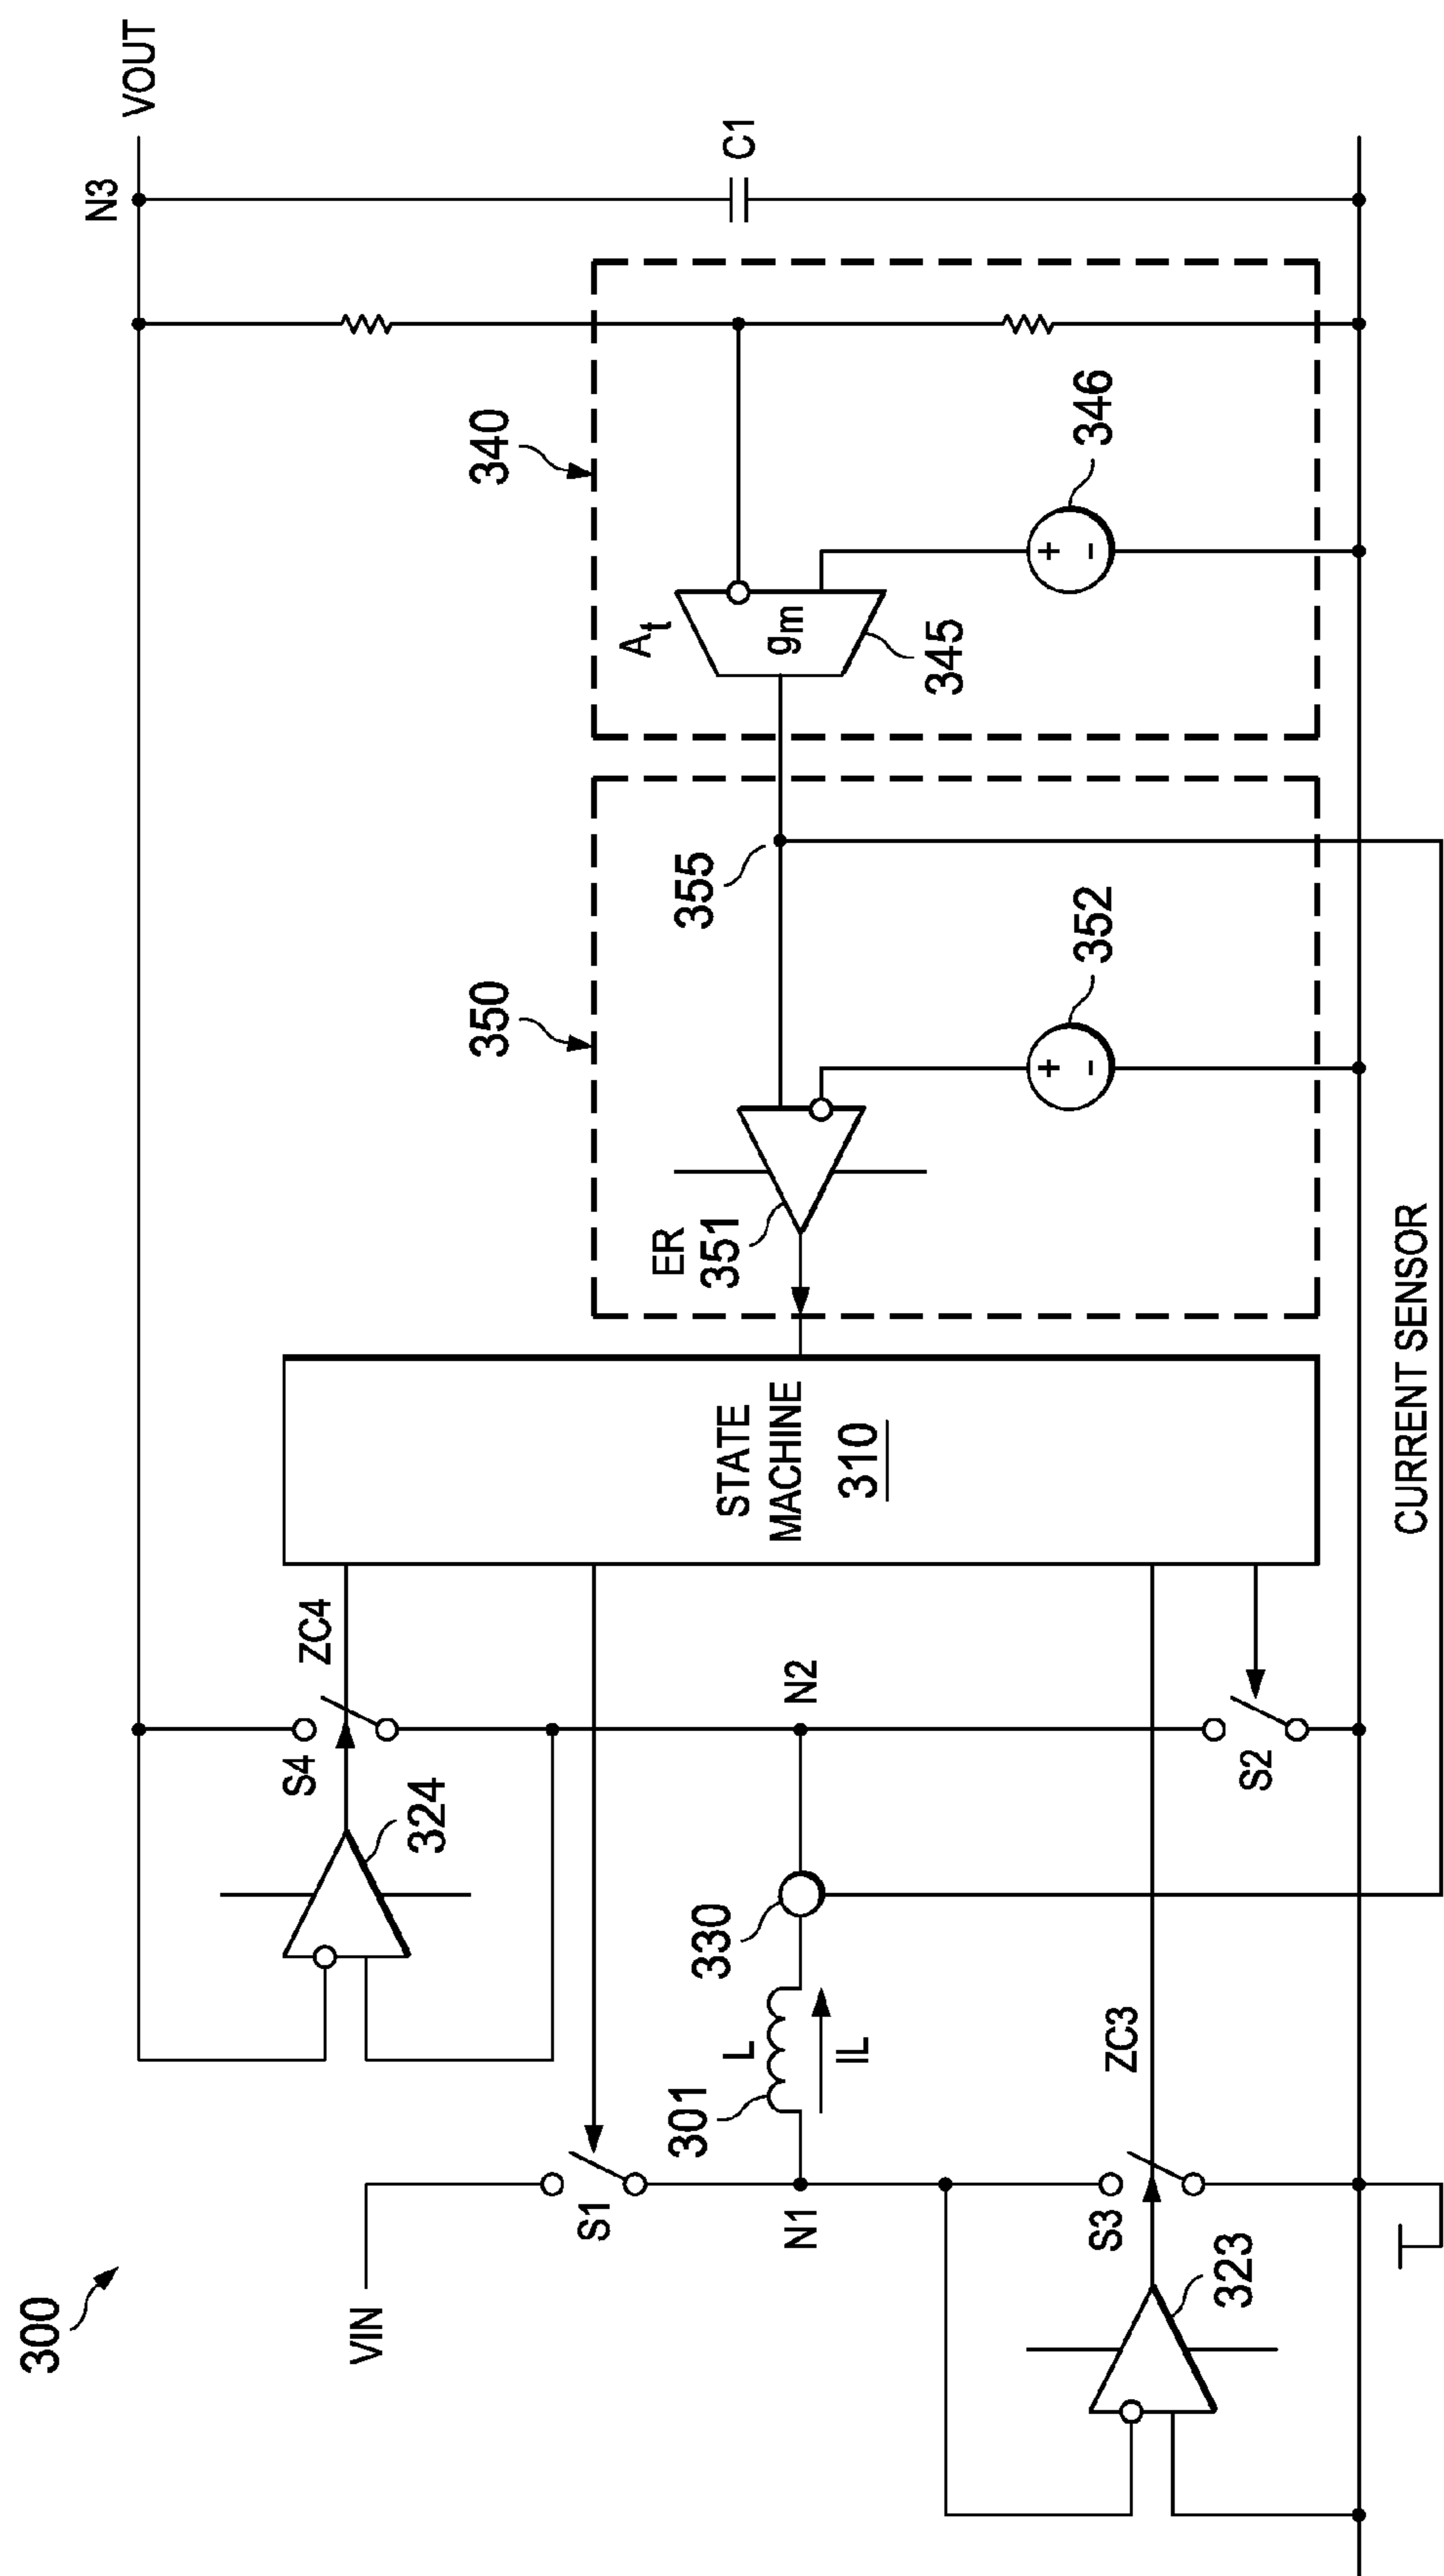 300
VIN
S1
N1
S3
323
ZC3
301
L
IL
330
S4
324
ZC4
N2
S2
STATE
MACHINE
310
CURRENT SENSOR
350
ER
351
352
+
-
355
340
At
gm
345
346
+
-
C1
N3
VOUT